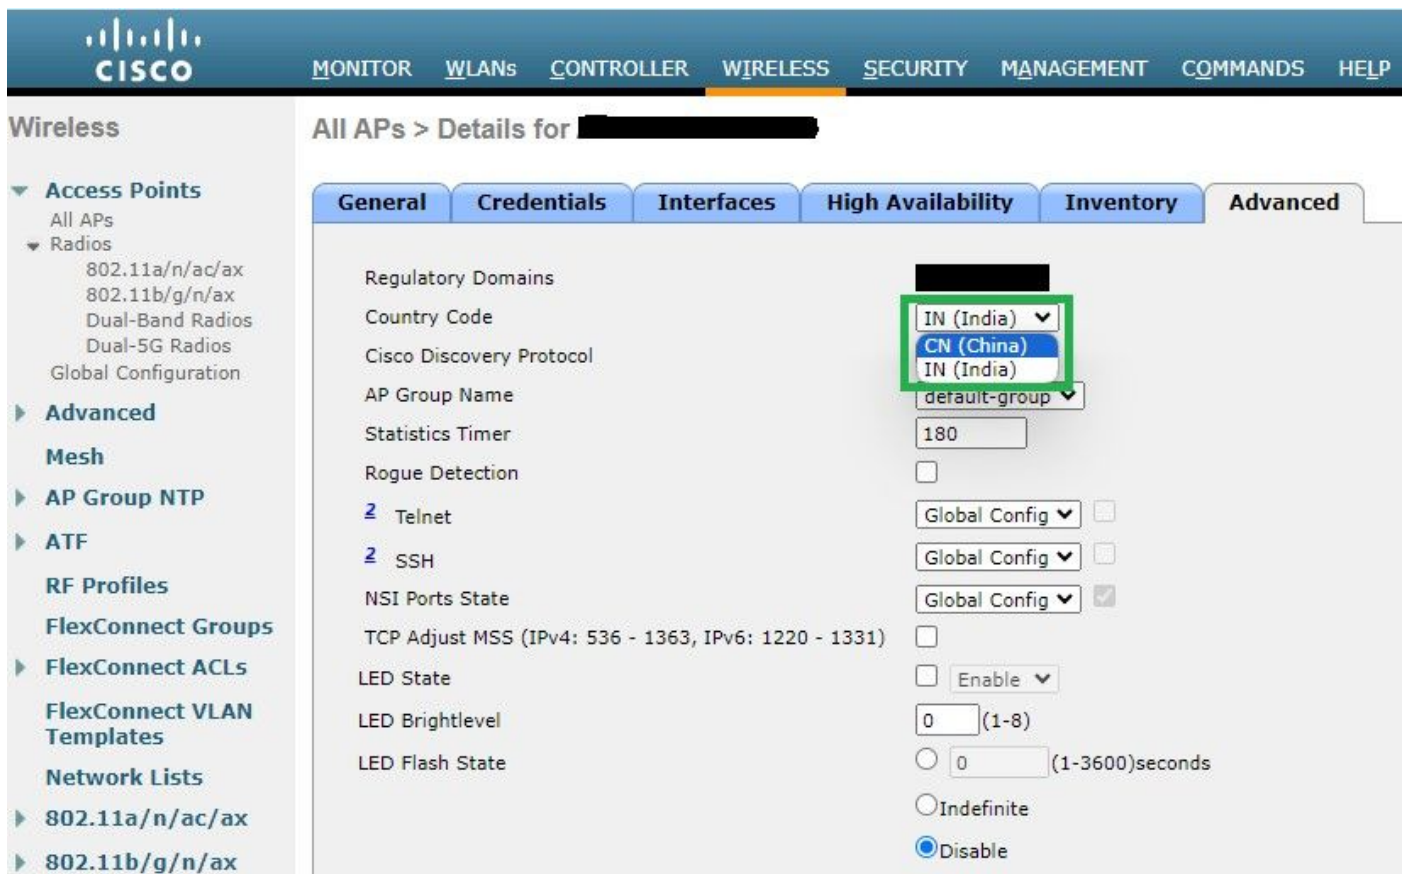 CISCO
MONITOR WLANs CONTROLLER WIRELESS SECURITY MANAGEMENT COMMANDS HELP
Wireless
Access Points
All APs
Radios
802.11a/n/ac/ax
802.11b/g/n/ax
Dual-Band Radios
Dual-5G Radios
Global Configuration
Advanced
Mesh
AP Group NTP
ATF
RF Profiles
FlexConnect Groups
FlexConnect ACLs
FlexConnect VLAN
Templates
Network Lists
802.11a/n/ac/ax
802.11b/g/n/ax
All APs > Details for
General Credentials Interfaces High Availability Inventory Advanced
Regulatory Domains
Country Code IN (India)
CN (China)
IN (India)
Cisco Discovery Protocol
AP Group Name default-group
Statistics Timer 180
Rogue Detection
2 Telnet Global Config
2 SSH Global Config
NSI Ports State Global Config
TCP Adjust MSS (IPv4: 536 - 1363, IPv6: 1220 - 1331)
LED State Enable
LED Brightlevel 0 (1-8)
LED Flash State 0 (1-3600)seconds
Indefinite
Disable